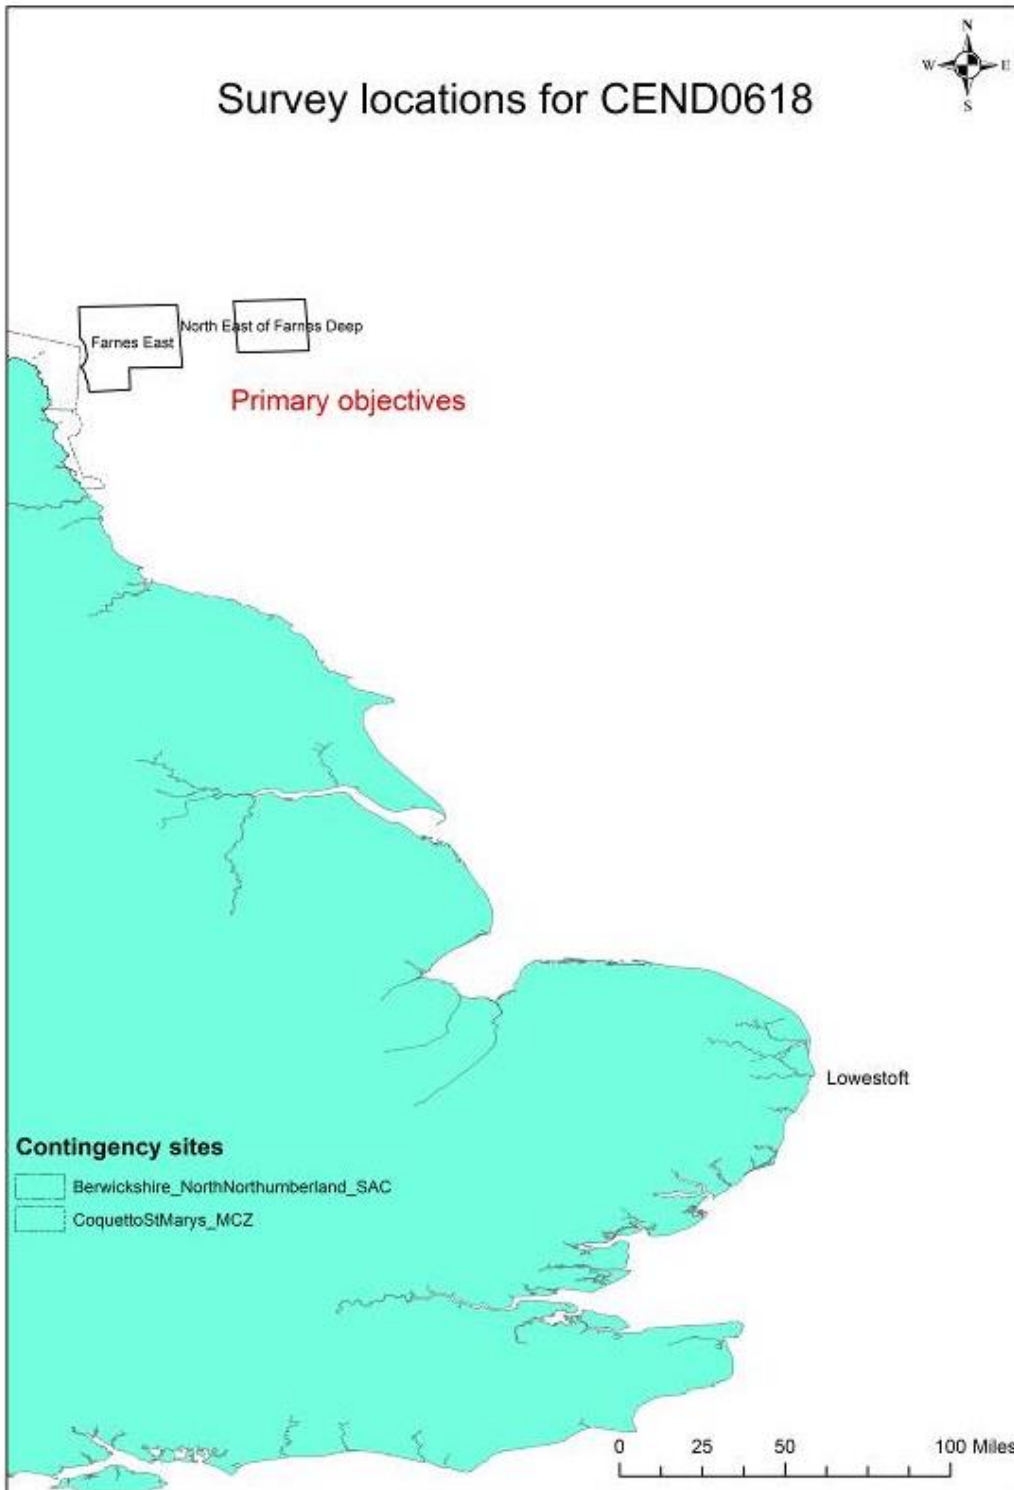 N
W E
S
Survey locations for CEND0618
North East of Farnes Deep
Farnes East
Primary objectives
Lowestoft
Contingency sites
Berwickshire_NorthNorthumberland_SAC
CoquettoStMarys_MCZ
0 25 50 100 Miles